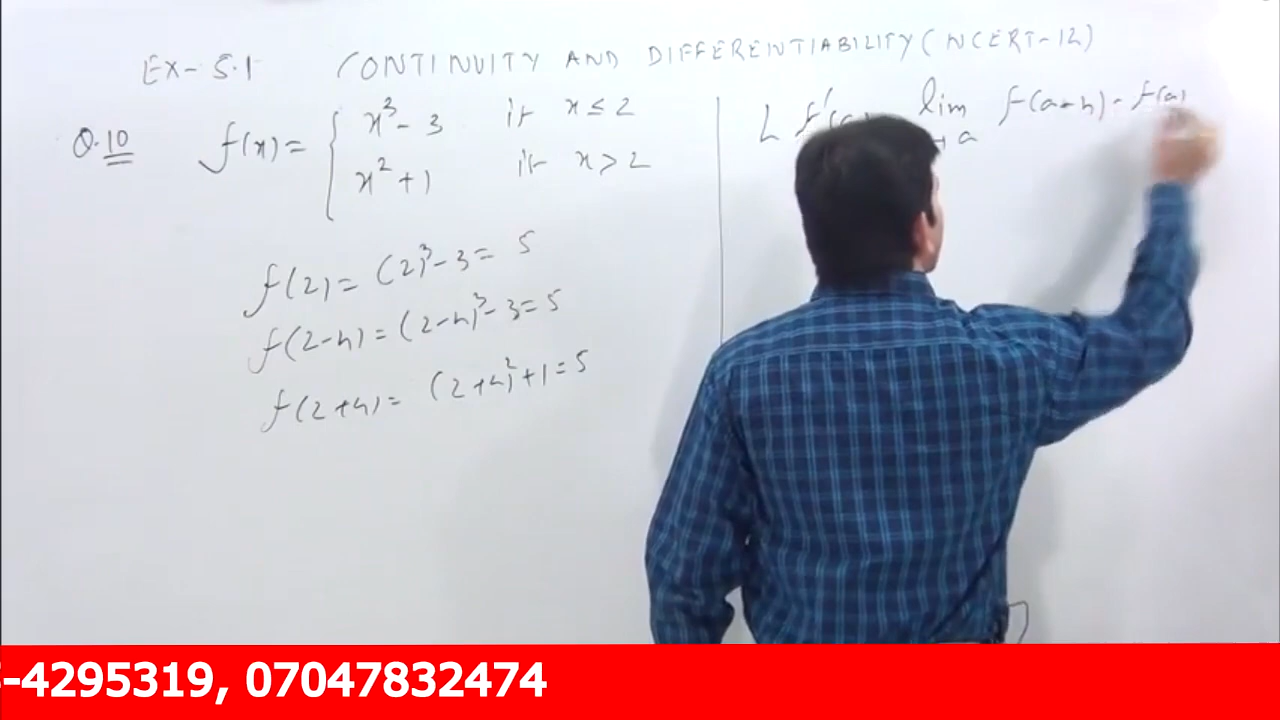 EX-5.1 CONTINUITY AND DIFFERENTIABILITY (NCERT-12)
Q.10 f(x) = { x³ - 3 if x ≤ 2
x² + 1 if x > 2
f(2) = (2)³ - 3 = 5
f(2-h) = (2-h)³ - 3 = 5
f(2+h) = (2+h)² + 1 = 5
L f'(a) lim f(a-h) - f(a)
→ a
-4295319, 07047832474